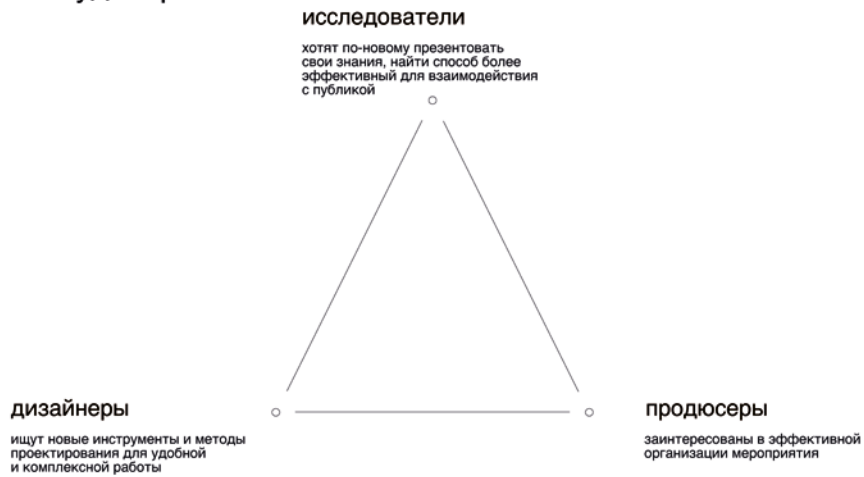 исследователи
хотят по-новому презентовать
свои знания, найти способ более
эффективный для взаимодействия
с публикой
дизайнеры
ищут новые инструменты и методы
проектирования для удобной
и комплексной работы
продюсеры
заинтересованы в эффективной
организации мероприятия